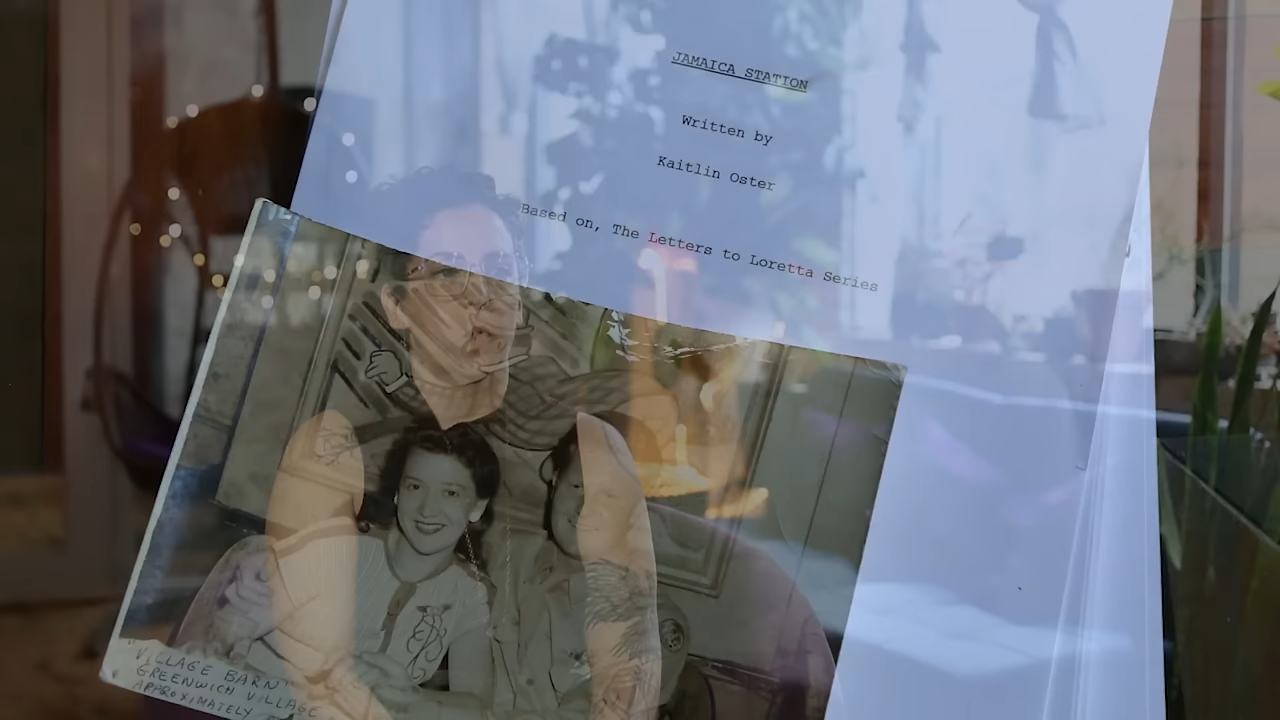 JAMAICA STATION
Written by
Kaitlin Oster
Based on, The Letters to Loretta Series
"VILLAGE BARN"
GREENWICH VILLAGE
APPROXIMATELY